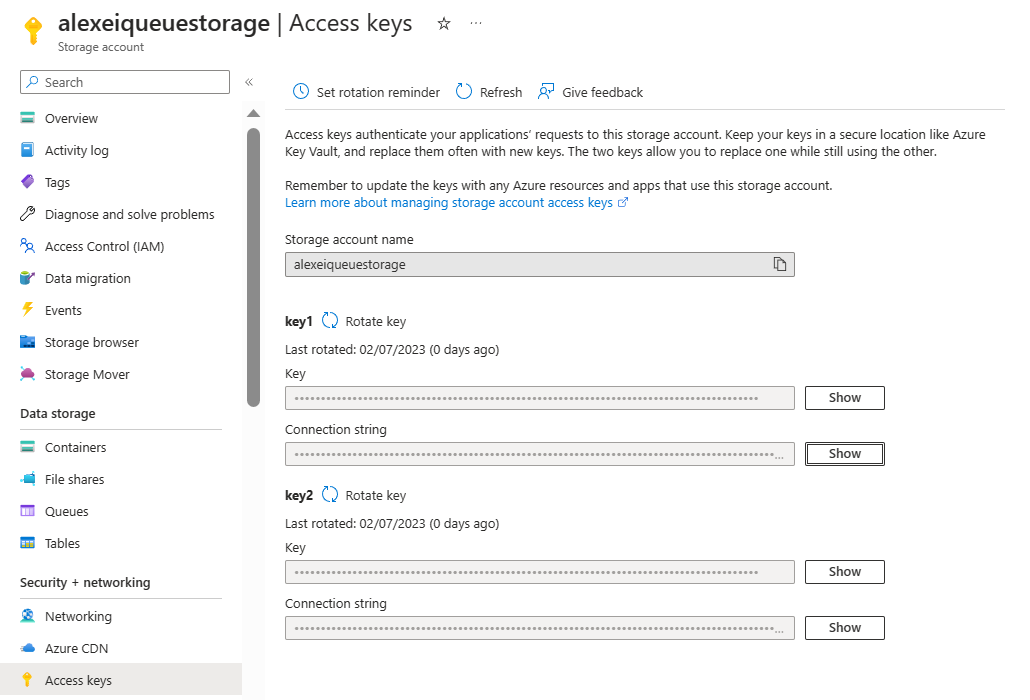 alexeiqueuestorage | Access keys ☆ ...
Storage account
Search «
Overview
Activity log
Tags
Diagnose and solve problems
Access Control (IAM)
Data migration
Events
Storage browser
Storage Mover
Data storage
Containers
File shares
Queues
Tables
Security + networking
Networking
Azure CDN
Access keys
Set rotation reminder Refresh Give feedback
Access keys authenticate your applications’ requests to this storage account. Keep your keys in a secure location like Azure
Key Vault, and replace them often with new keys. The two keys allow you to replace one while still using the other.
Remember to update the keys with any Azure resources and apps that use this storage account.
Learn more about managing storage account access keys
Storage account name
alexeiqueuestorage
key1 Rotate key
Last rotated: 02/07/2023 (0 days ago)
Key
Show
Connection string
Show
key2 Rotate key
Last rotated: 02/07/2023 (0 days ago)
Key
Show
Connection string
Show